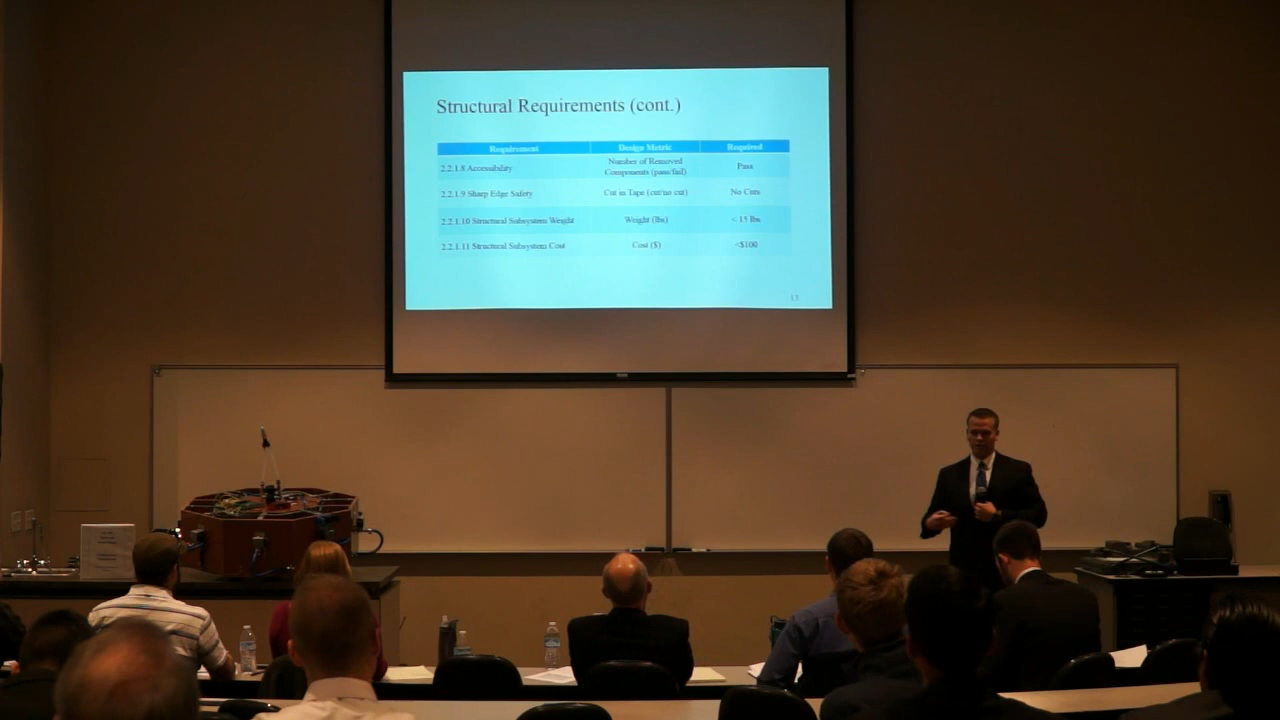 Structural Requirements (cont.)
Requirement Design Metric Required
2.2.1.8 Accessibility Number of Removed Components (pass/fail) Pass
2.2.1.9 Sharp Edge Safety Cut in Tape (cut/no cut) No Cuts
2.2.1.10 Structural Subsystem Weight Weight (lbs) < 15 lbs
2.2.1.11 Structural Subsystem Cost Cost ($) <$100
13